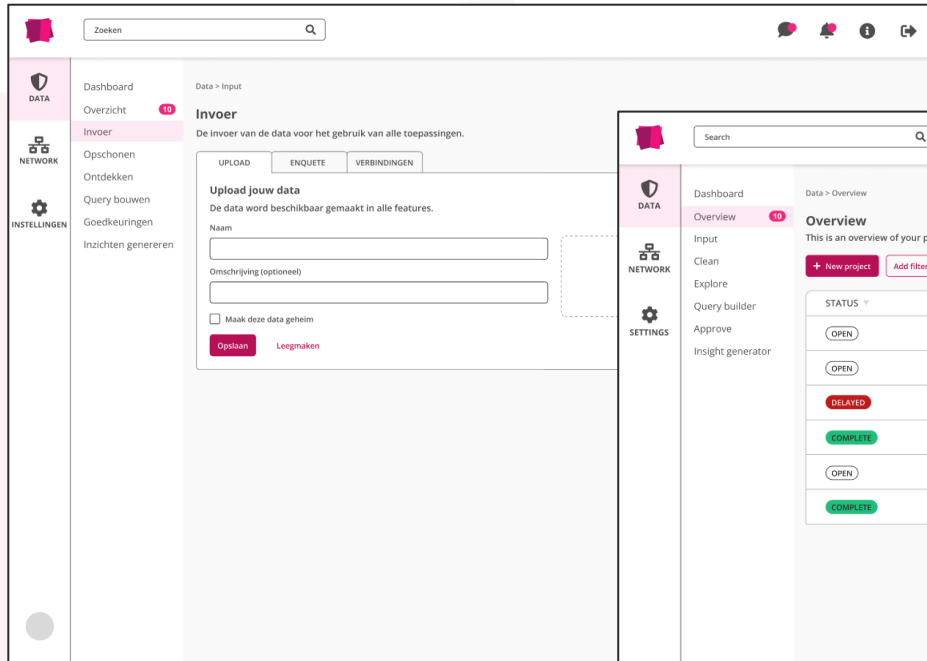 Zoeken
DATA
NETWORK
INSTELLINGEN
Dashboard
Overzicht 10
Invoer
Opschonen
Ontdekken
Query bouwen
Goedkeuringen
Inzichten genereren
Data > Input
Invoer
De invoer van de data voor het gebruik van alle toepassingen.
UPLOAD ENQUETE VERBINDINGEN
Upload jouw data
De data word beschikbaar gemaakt in alle features.
Naam
Omschrijving (optioneel)
Maak deze data geheim
Opslaan Leegmaken
Search
DATA
NETWORK
SETTINGS
Dashboard
Overview 10
Input
Clean
Explore
Query builder
Approve
Insight generator
Data > Overview
Overview
This is an overview of your p
+ New project Add filter
STATUS
OPEN
OPEN
DELAYED
COMPLETE
OPEN
COMPLETE